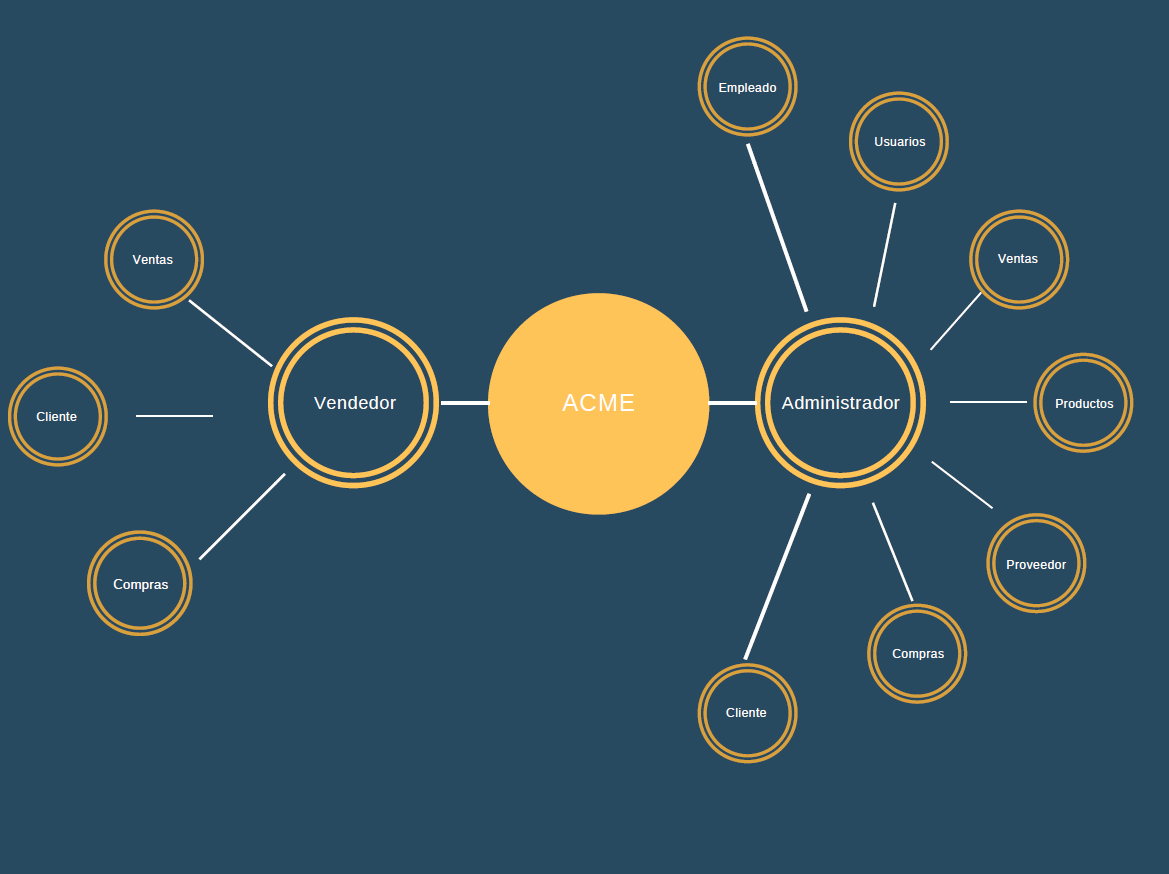 Empleado
Usuarios
Ventas
Ventas
Vendedor
ACME
Administrador
Productos
Cliente
Proveedor
Compras
Compras
Cliente